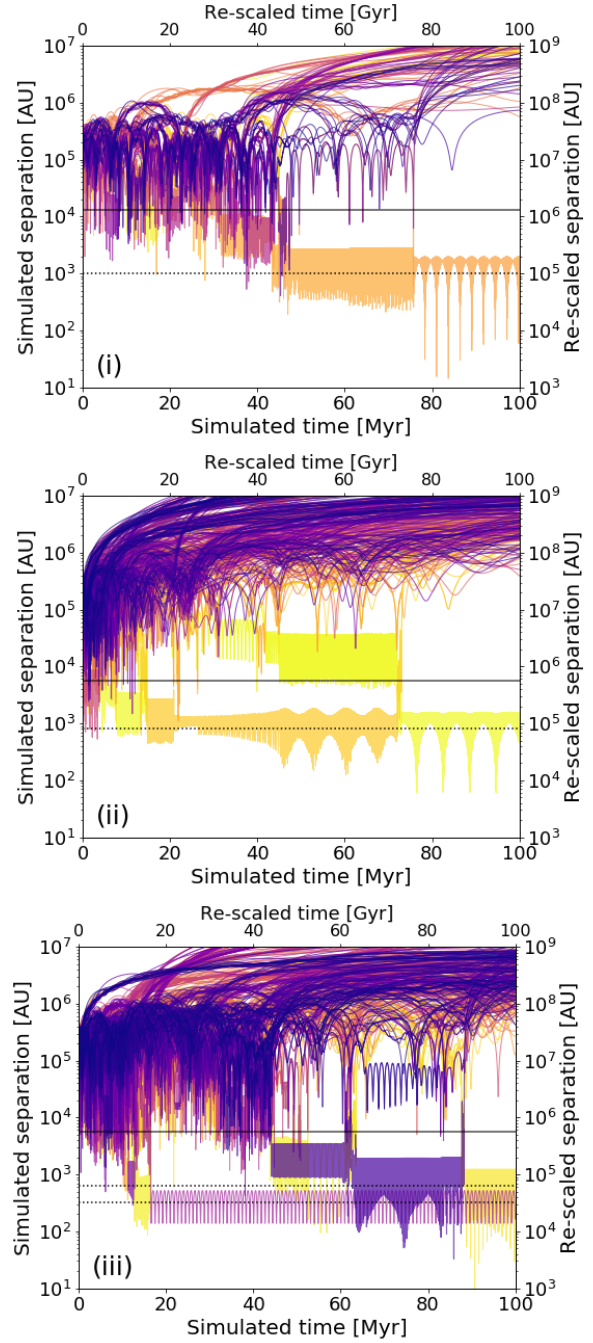 Re-scaled time [Gyr]
0 20 40 60 80 100
10^7 10^9
10^6 10^8
10^5 10^7
10^4 10^6
10^3 10^5
10^2 10^4
10^1 10^3
Simulated separation [AU]
Re-scaled separation [AU]
(i)
0 20 40 60 80 100
Simulated time [Myr]
Re-scaled time [Gyr]
0 20 40 60 80 100
10^7 10^9
10^6 10^8
10^5 10^7
10^4 10^6
10^3 10^5
10^2 10^4
10^1 10^3
Simulated separation [AU]
Re-scaled separation [AU]
(ii)
0 20 40 60 80 100
Simulated time [Myr]
Re-scaled time [Gyr]
0 20 40 60 80 100
10^7 10^9
10^6 10^8
10^5 10^7
10^4 10^6
10^3 10^5
10^2 10^4
10^1 10^3
Simulated separation [AU]
Re-scaled separation [AU]
(iii)
0 20 40 60 80 100
Simulated time [Myr]